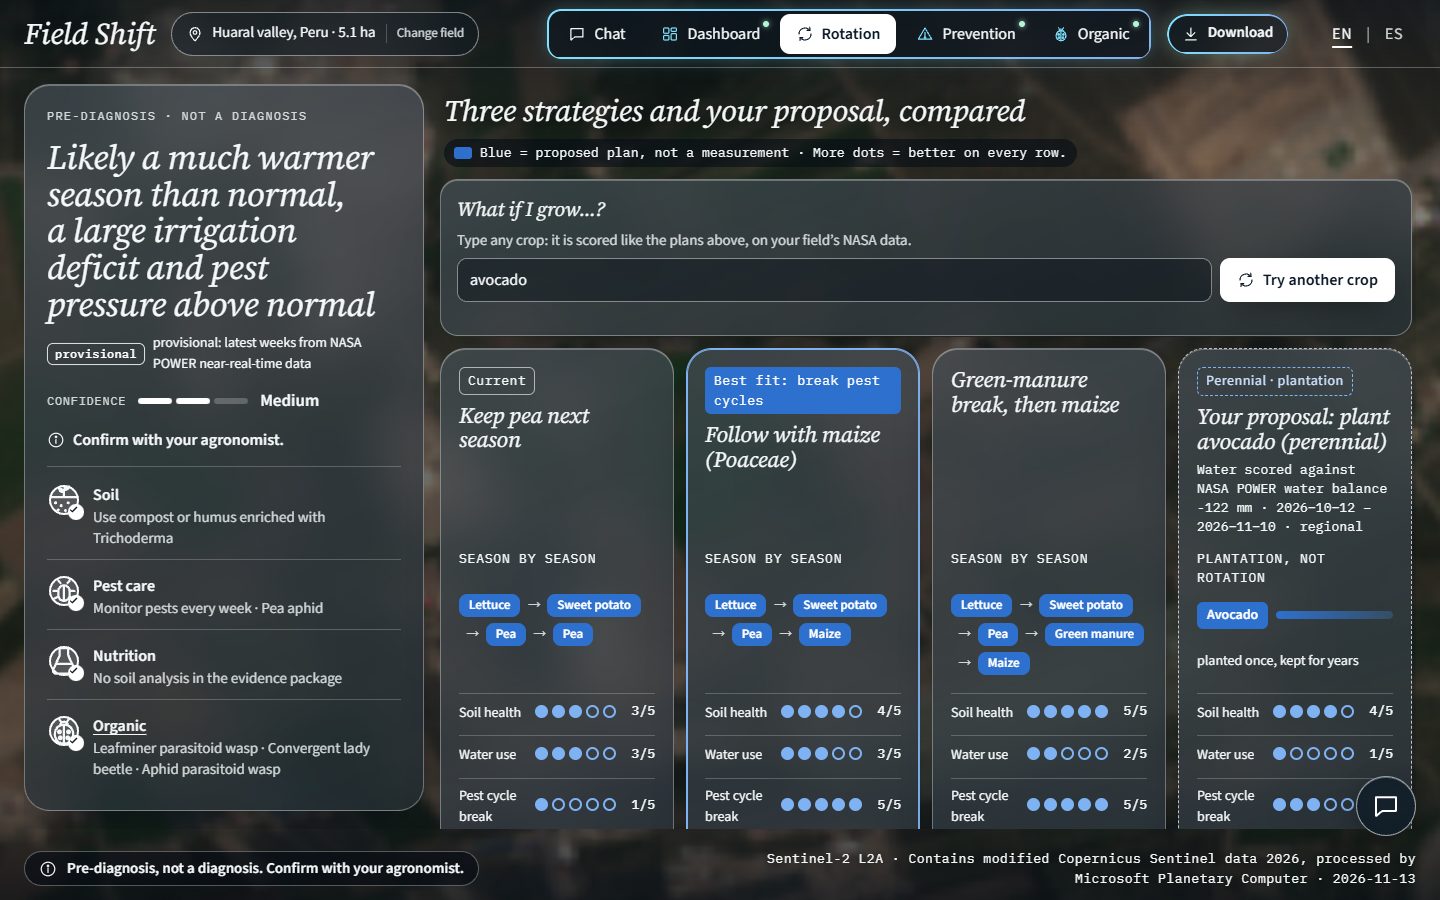 Field Shift
Huaral valley, Peru · 5.1 ha
Change field
Chat
Dashboard
Rotation
Prevention
Organic
Download
EN | ES
PRE-DIAGNOSIS · NOT A DIAGNOSIS
Likely a much warmer
season than normal,
a large irrigation
deficit and pest
pressure above normal
provisional
provisional: latest weeks from NASA
POWER near-real-time data
CONFIDENCE
Medium
Confirm with your agronomist.
Soil
Use compost or humus enriched with
Trichoderma
Pest care
Monitor pests every week · Pea aphid
Nutrition
No soil analysis in the evidence package
Organic
Leafminer parasitoid wasp · Convergent lady
beetle · Aphid parasitoid wasp
Three strategies and your proposal, compared
Blue = proposed plan, not a measurement · More dots = better on every row.
What if I grow...?
Type any crop: it is scored like the plans above, on your field's NASA data.
avocado
Try another crop
Current
Keep pea next
season
SEASON BY SEASON
Lettuce → Sweet potato
→ Pea → Pea
Soil health 3/5
Water use 3/5
Pest cycle
break
1/5
Best fit: break pest
cycles
Follow with maize
(Poaceae)
SEASON BY SEASON
Lettuce → Sweet potato
→ Pea → Maize
Soil health 4/5
Water use 3/5
Pest cycle
break
5/5
Green-manure
break, then maize
SEASON BY SEASON
Lettuce → Sweet potato
→ Pea → Green manure
→ Maize
Soil health 5/5
Water use 2/5
Pest cycle
break
5/5
Perennial · plantation
Your proposal: plant
avocado (perennial)
Water scored against
NASA POWER water balance
-122 mm · 2026-10-12 –
2026-11-10 · regional
PLANTATION, NOT
ROTATION
Avocado
planted once, kept for years
Soil health 4/5
Water use 1/5
Pest cycle
break
Pre-diagnosis, not a diagnosis. Confirm with your agronomist.
Sentinel-2 L2A · Contains modified Copernicus Sentinel data 2026, processed by
Microsoft Planetary Computer · 2026-11-13